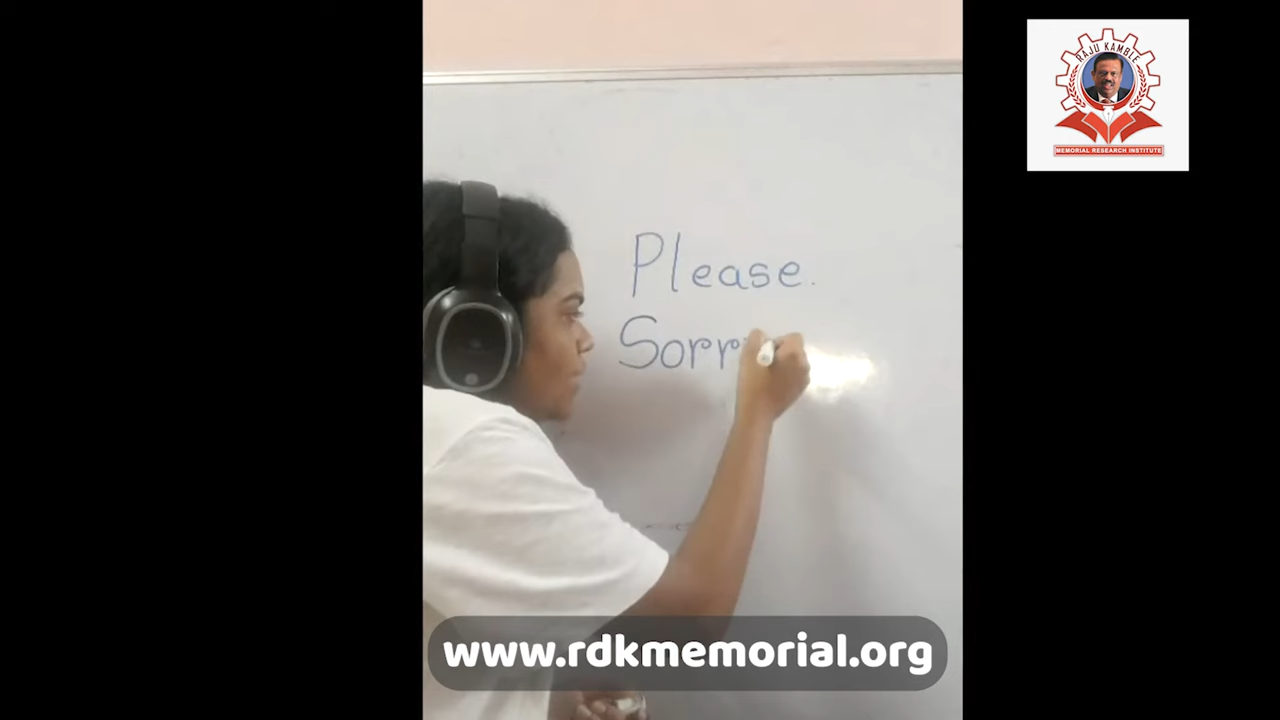 RAJU KAMBLE
MEMORIAL RESEARCH INSTITUTE
Please.
Sorr
www.rdkmemorial.org